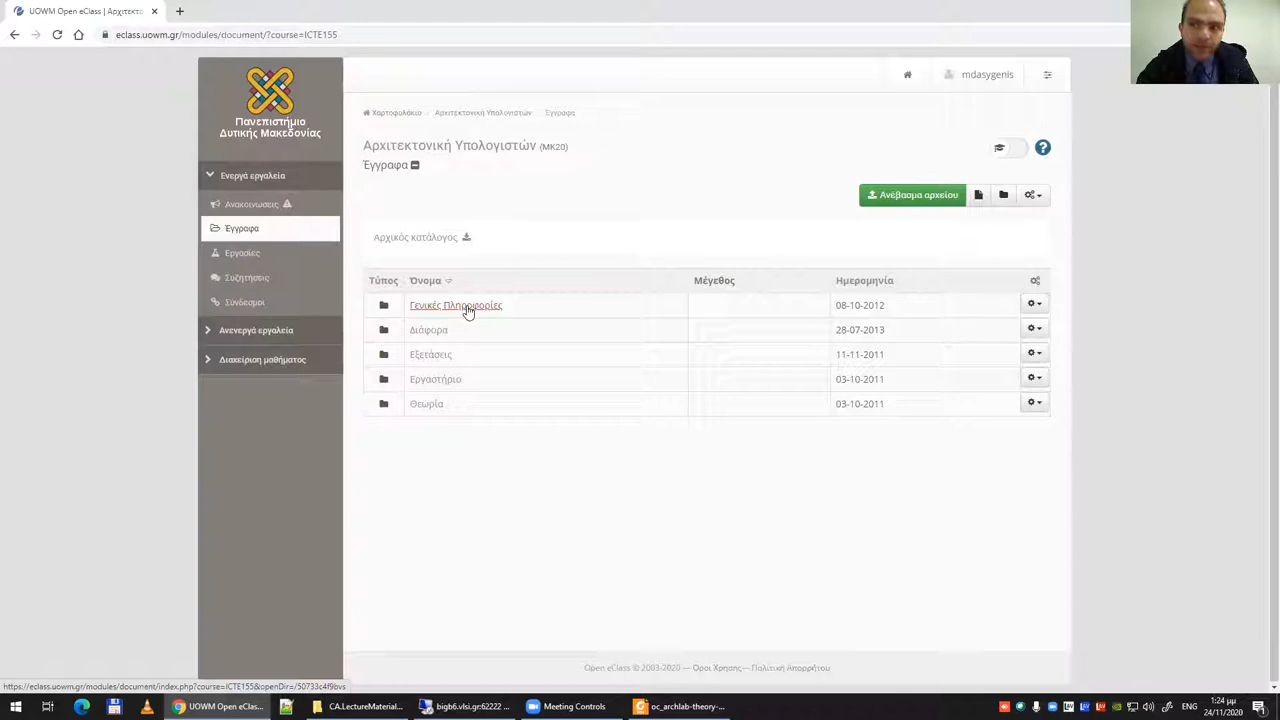 UOWM Open eClass | Αρχιτεκτο
eclass.uowm.gr/modules/document/?course=ICTE155
Πανεπιστήμιο
Δυτικής Μακεδονίας
mdasygenis
Χαρτοφυλάκιο Αρχιτεκτονική Υπολογιστών Έγγραφα
Αρχιτεκτονική Υπολογιστών (MK20)
Έγγραφα
Ενεργά εργαλεία
Ανακοινώσεις
Έγγραφα
Εργασίες
Συζητήσεις
Σύνδεσμοι
Ανενεργά εργαλεία
Διαχείριση μαθήματος
Ανέβασμα αρχείου
Αρχικός κατάλογος
Τύπος Όνομα Μέγεθος Ημερομηνία
Γενικές Πληροφορίες 08-10-2012
Διάφορα 28-07-2013
Εξετάσεις 11-11-2011
Εργαστήριο 03-10-2011
Θεωρία 03-10-2011
Open eClass © 2003-2020 — Όροι Χρήσης — Πολιτική Απορρήτου
https://eclass.uowm.gr/modules/document/index.php?course=ICTE155&openDir=/50733c4f9bvs
UOWM Open eClas...
CA.LectureMaterial...
bigb6.vlsi.gr:62222 ...
Meeting Controls
oc_archlab-theory-...
1:24 μμ
24/11/2020